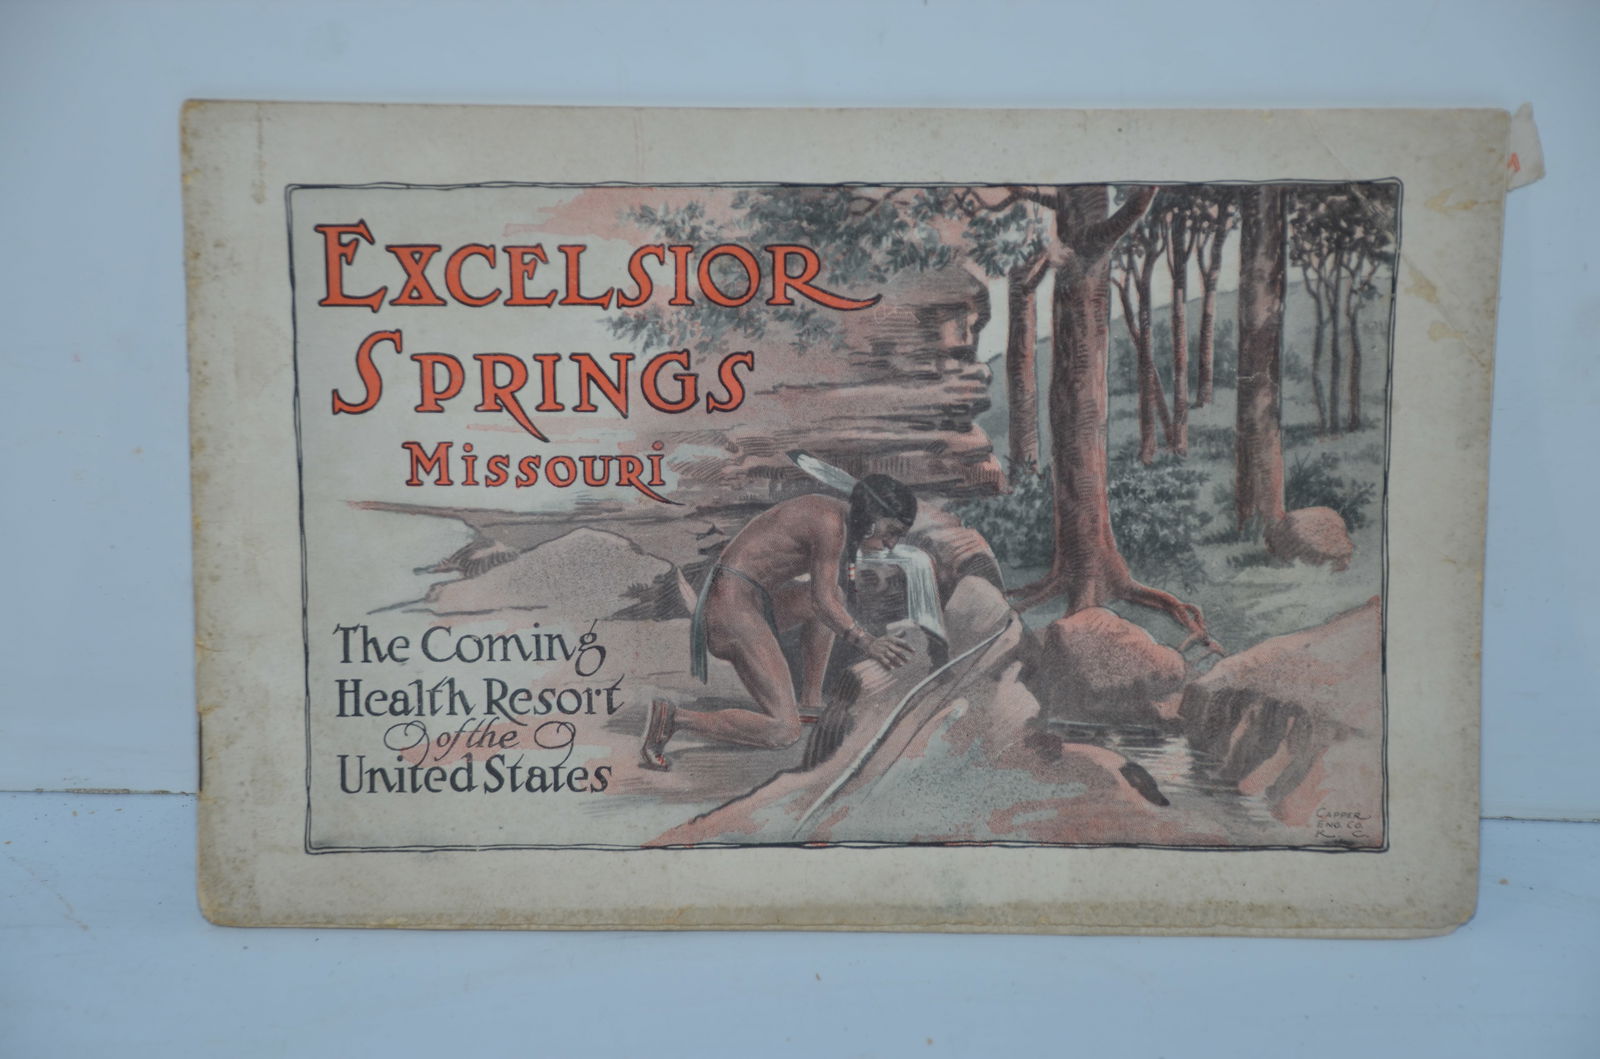 EXCELSIOR
SPRINGS
MISSOURI
The Coming
Health Resort
of the
United States
CAPPER
ENG. CO.
K. C.